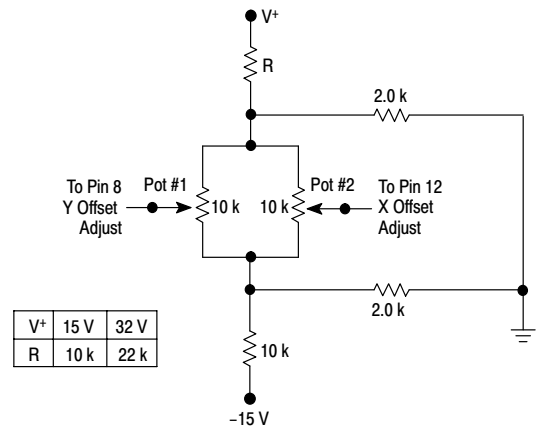 V+
R
2.0 k
To Pin 8
Y Offset
Adjust
Pot #1
10 k
10 k
Pot #2
To Pin 12
X Offset
Adjust
2.0 k
V+ 15 V 32 V
R 10 k 22 k
10 k
–15 V